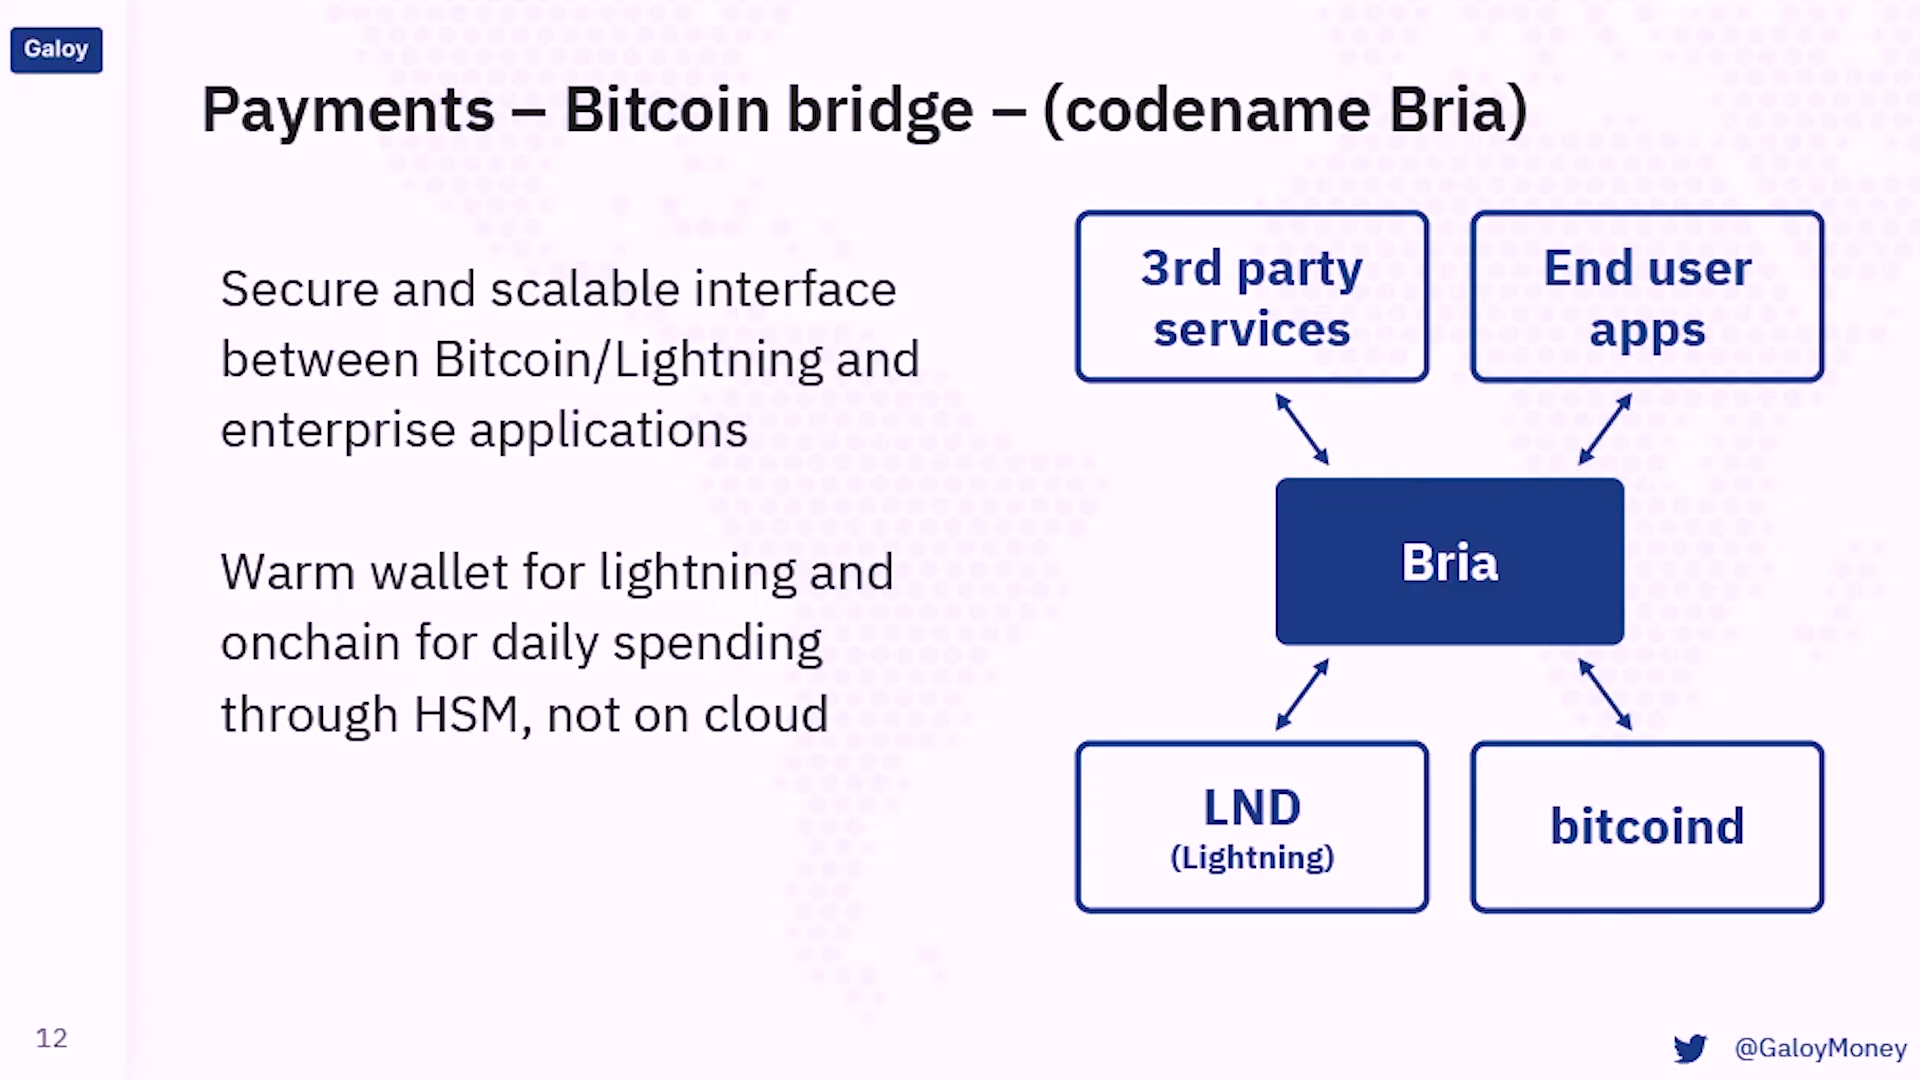 Galoy
Payments – Bitcoin bridge – (codename Bria)
Secure and scalable interface
between Bitcoin/Lightning and
enterprise applications
Warm wallet for lightning and
onchain for daily spending
through HSM, not on cloud
3rd party
services
End user
apps
Bria
LND
(Lightning)
bitcoind
12
@GaloyMoney